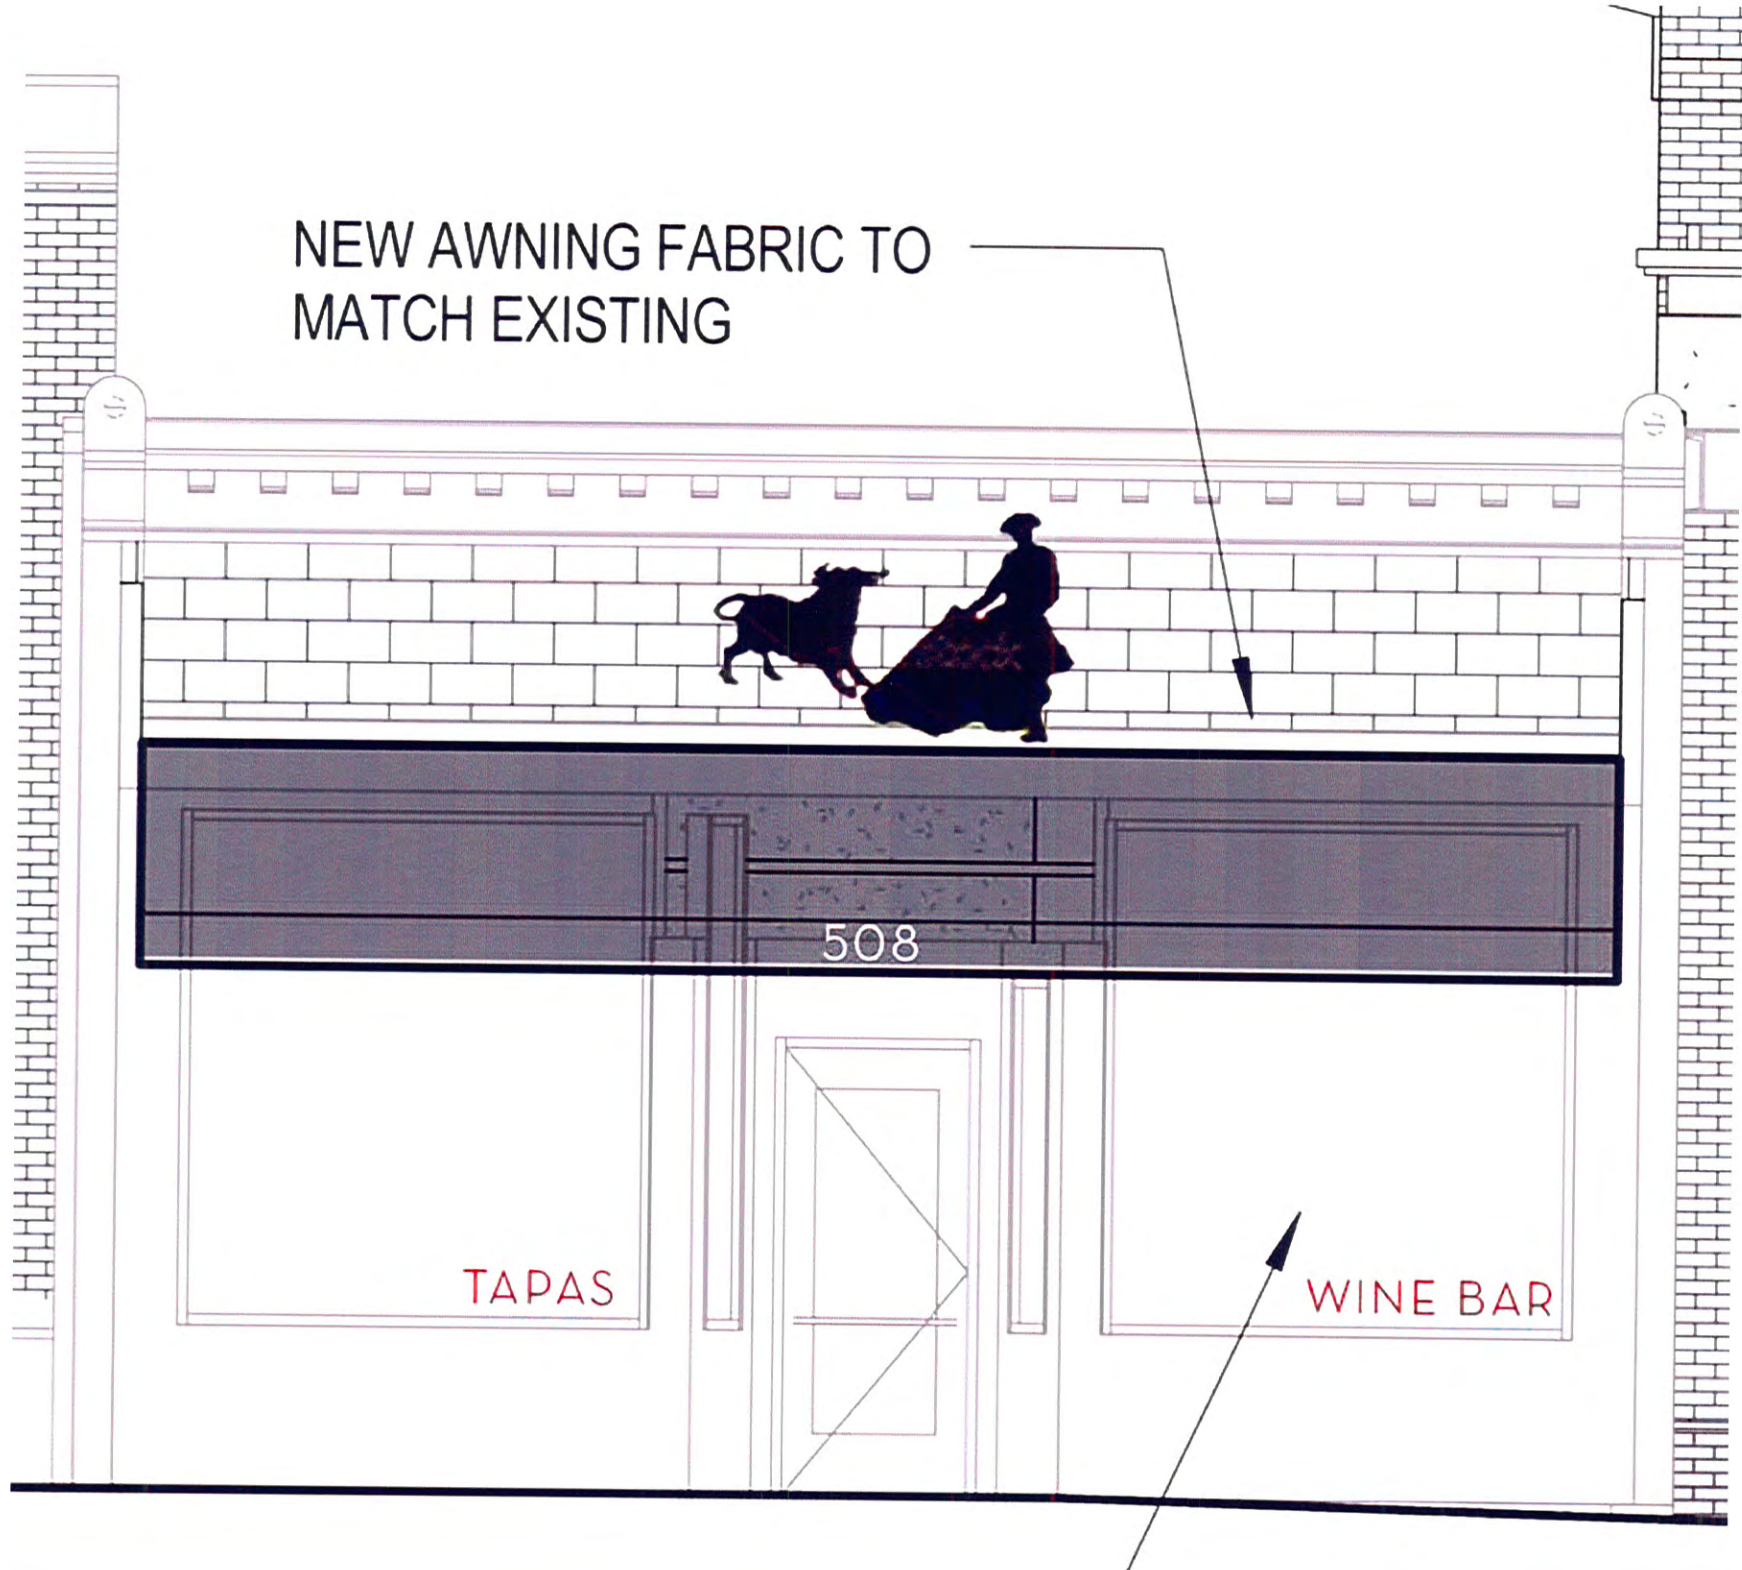 NEW AWNING FABRIC TO
MATCH EXISTING
508
TAPAS
WINE BAR